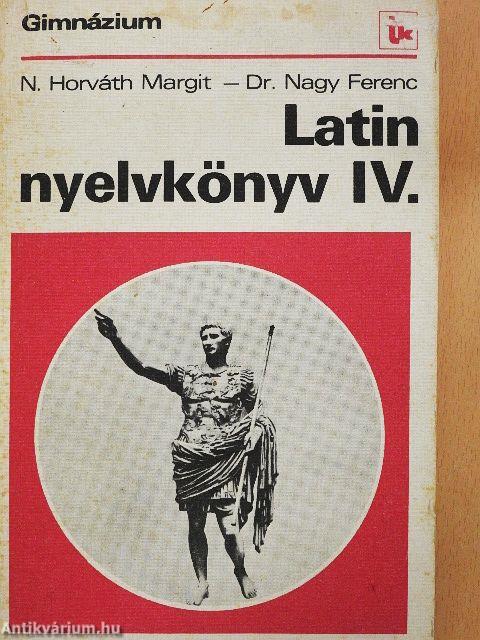 Gimnázium
tk
N. Horváth Margit – Dr. Nagy Ferenc
Latin
nyelvkönyv IV.
Antikvárium.hu